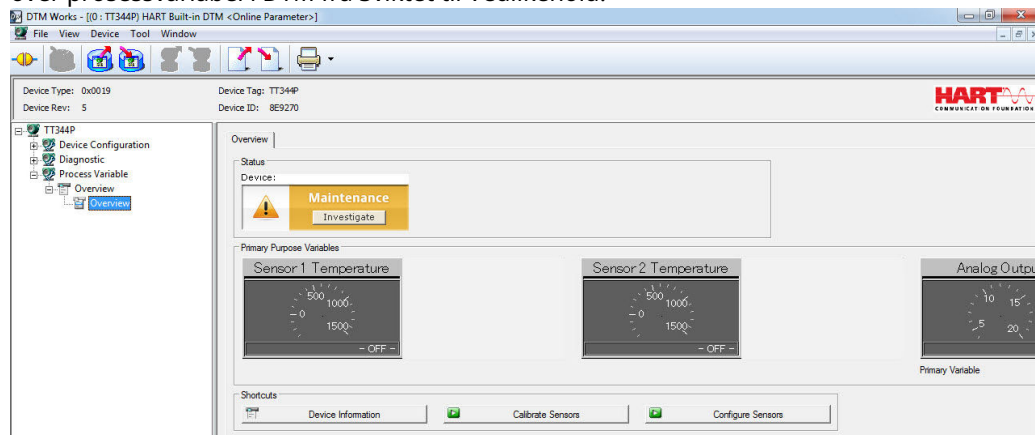 DTM Works - [(0 : TT344P) HART Built-in DTM <Online Parameter>]
File View Device Tool Window
Device Type: 0x0019 Device Tag: TT344P
Device Rev: 5 Device ID: 8E9270
HART
COMMUNICATION FOUNDATION
TT344P
Device Configuration
Diagnostic
Process Variable
Overview
Overview
Overview
Status
Device:
Maintenance
Investigate
Primary Purpose Variables
Sensor 1 Temperature Sensor 2 Temperature Analog Outpu
500 1000 500 1000 10 15
0 1500 0 1500 5 20
- OFF - - OFF -
Primary Variable
Shortcuts
Device Information Calibrate Sensors Configure Sensors